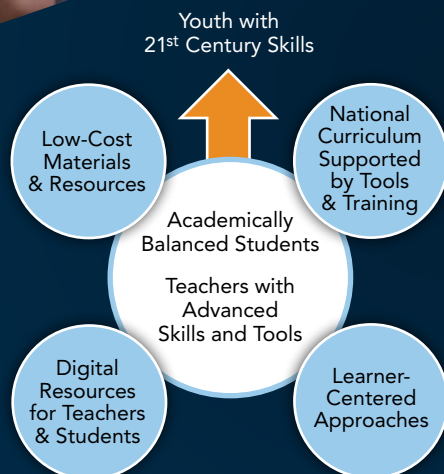 Youth with
21st Century Skills
Low-Cost
Materials
& Resources
National
Curriculum
Supported
by Tools
& Training
Academically
Balanced Students
Teachers with
Advanced
Skills and Tools
Digital
Resources
for Teachers
& Students
Learner-
Centered
Approaches